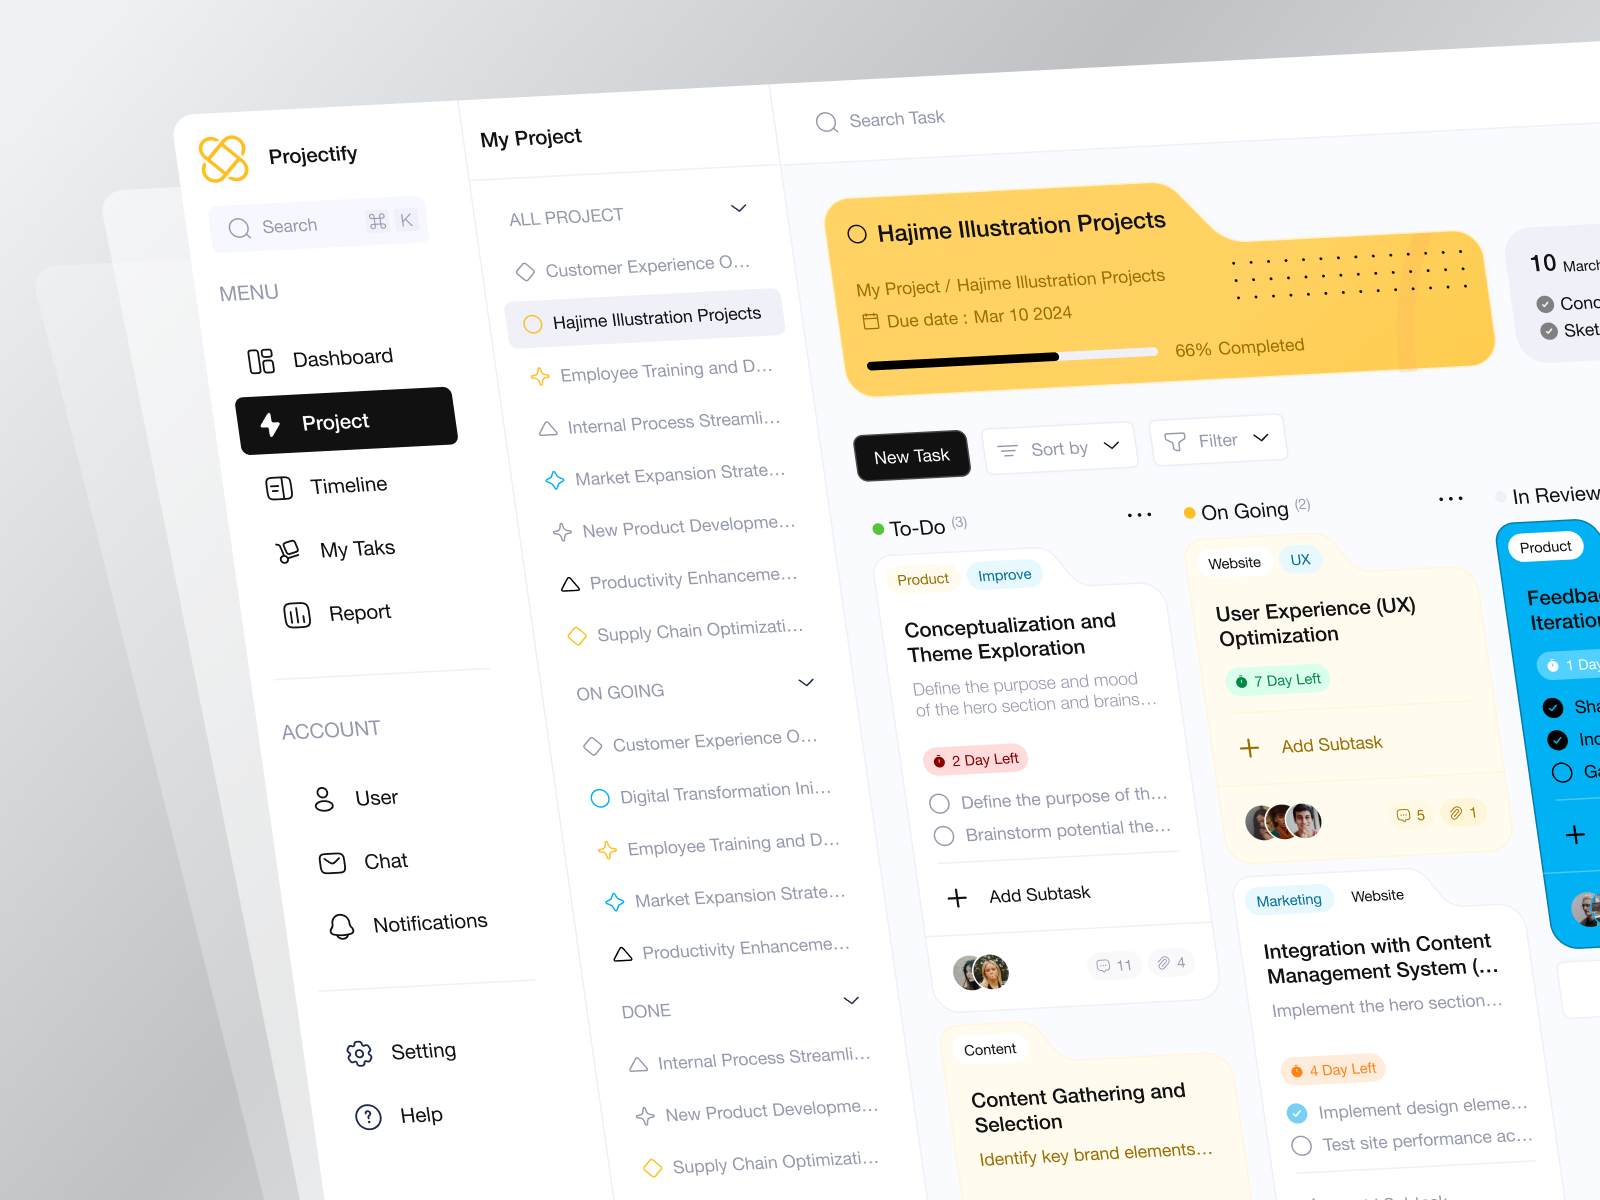 Projectify
Search
⌘ K
MENU
Dashboard
Project
Timeline
My Taks
Report
ACCOUNT
User
Chat
Notifications
Setting
Help
My Project
ALL PROJECT
Customer Experience O...
Hajime Illustration Projects
Employee Training and D...
Internal Process Streamli...
Market Expansion Strate...
New Product Developme...
Productivity Enhanceme...
Supply Chain Optimizati...
ON GOING
Customer Experience O...
Digital Transformation Ini...
Employee Training and D...
Market Expansion Strate...
Productivity Enhanceme...
DONE
Internal Process Streamli...
New Product Developme...
Supply Chain Optimizati...
Search Task
Hajime Illustration Projects
My Project / Hajime Illustration Projects
Due date : Mar 10 2024
66% Completed
10 March
Conc
Sket
New Task
Sort by
Filter
To-Do (3)
Product
Improve
Conceptualization and
Theme Exploration
Define the purpose and mood
of the hero section and brains...
2 Day Left
Define the purpose of th...
Brainstorm potential the...
Add Subtask
11
4
Content
Content Gathering and
Selection
Identify key brand elements...
On Going (2)
Website
UX
User Experience (UX)
Optimization
7 Day Left
Add Subtask
5
1
Marketing
Website
Integration with Content
Management System (...
Implement the hero section...
4 Day Left
Implement design eleme...
Test site performance ac...
In Review
Product
Feedba
Iteration
1 Day
Sha
Inc
Ga